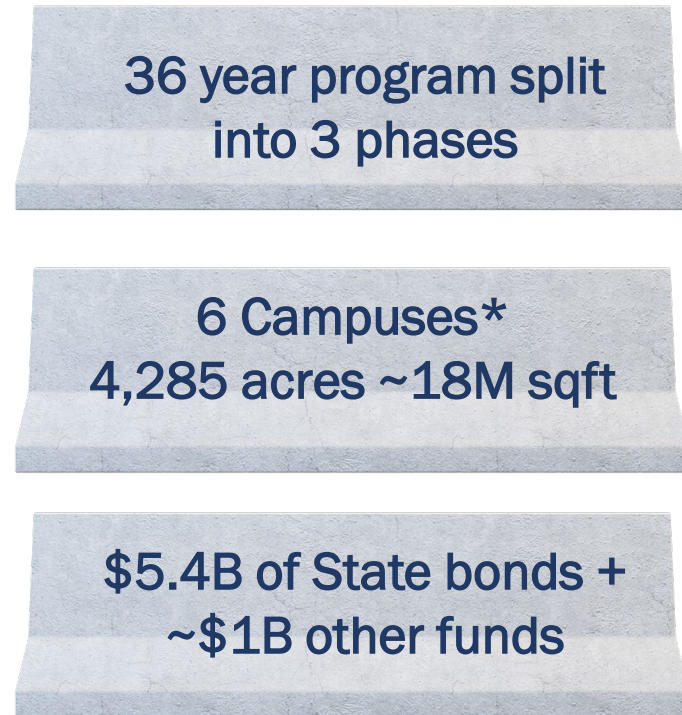 36 year program split
into 3 phases
6 Campuses*
4,285 acres ~18M sqft
$5.4B of State bonds +
~$1B other funds